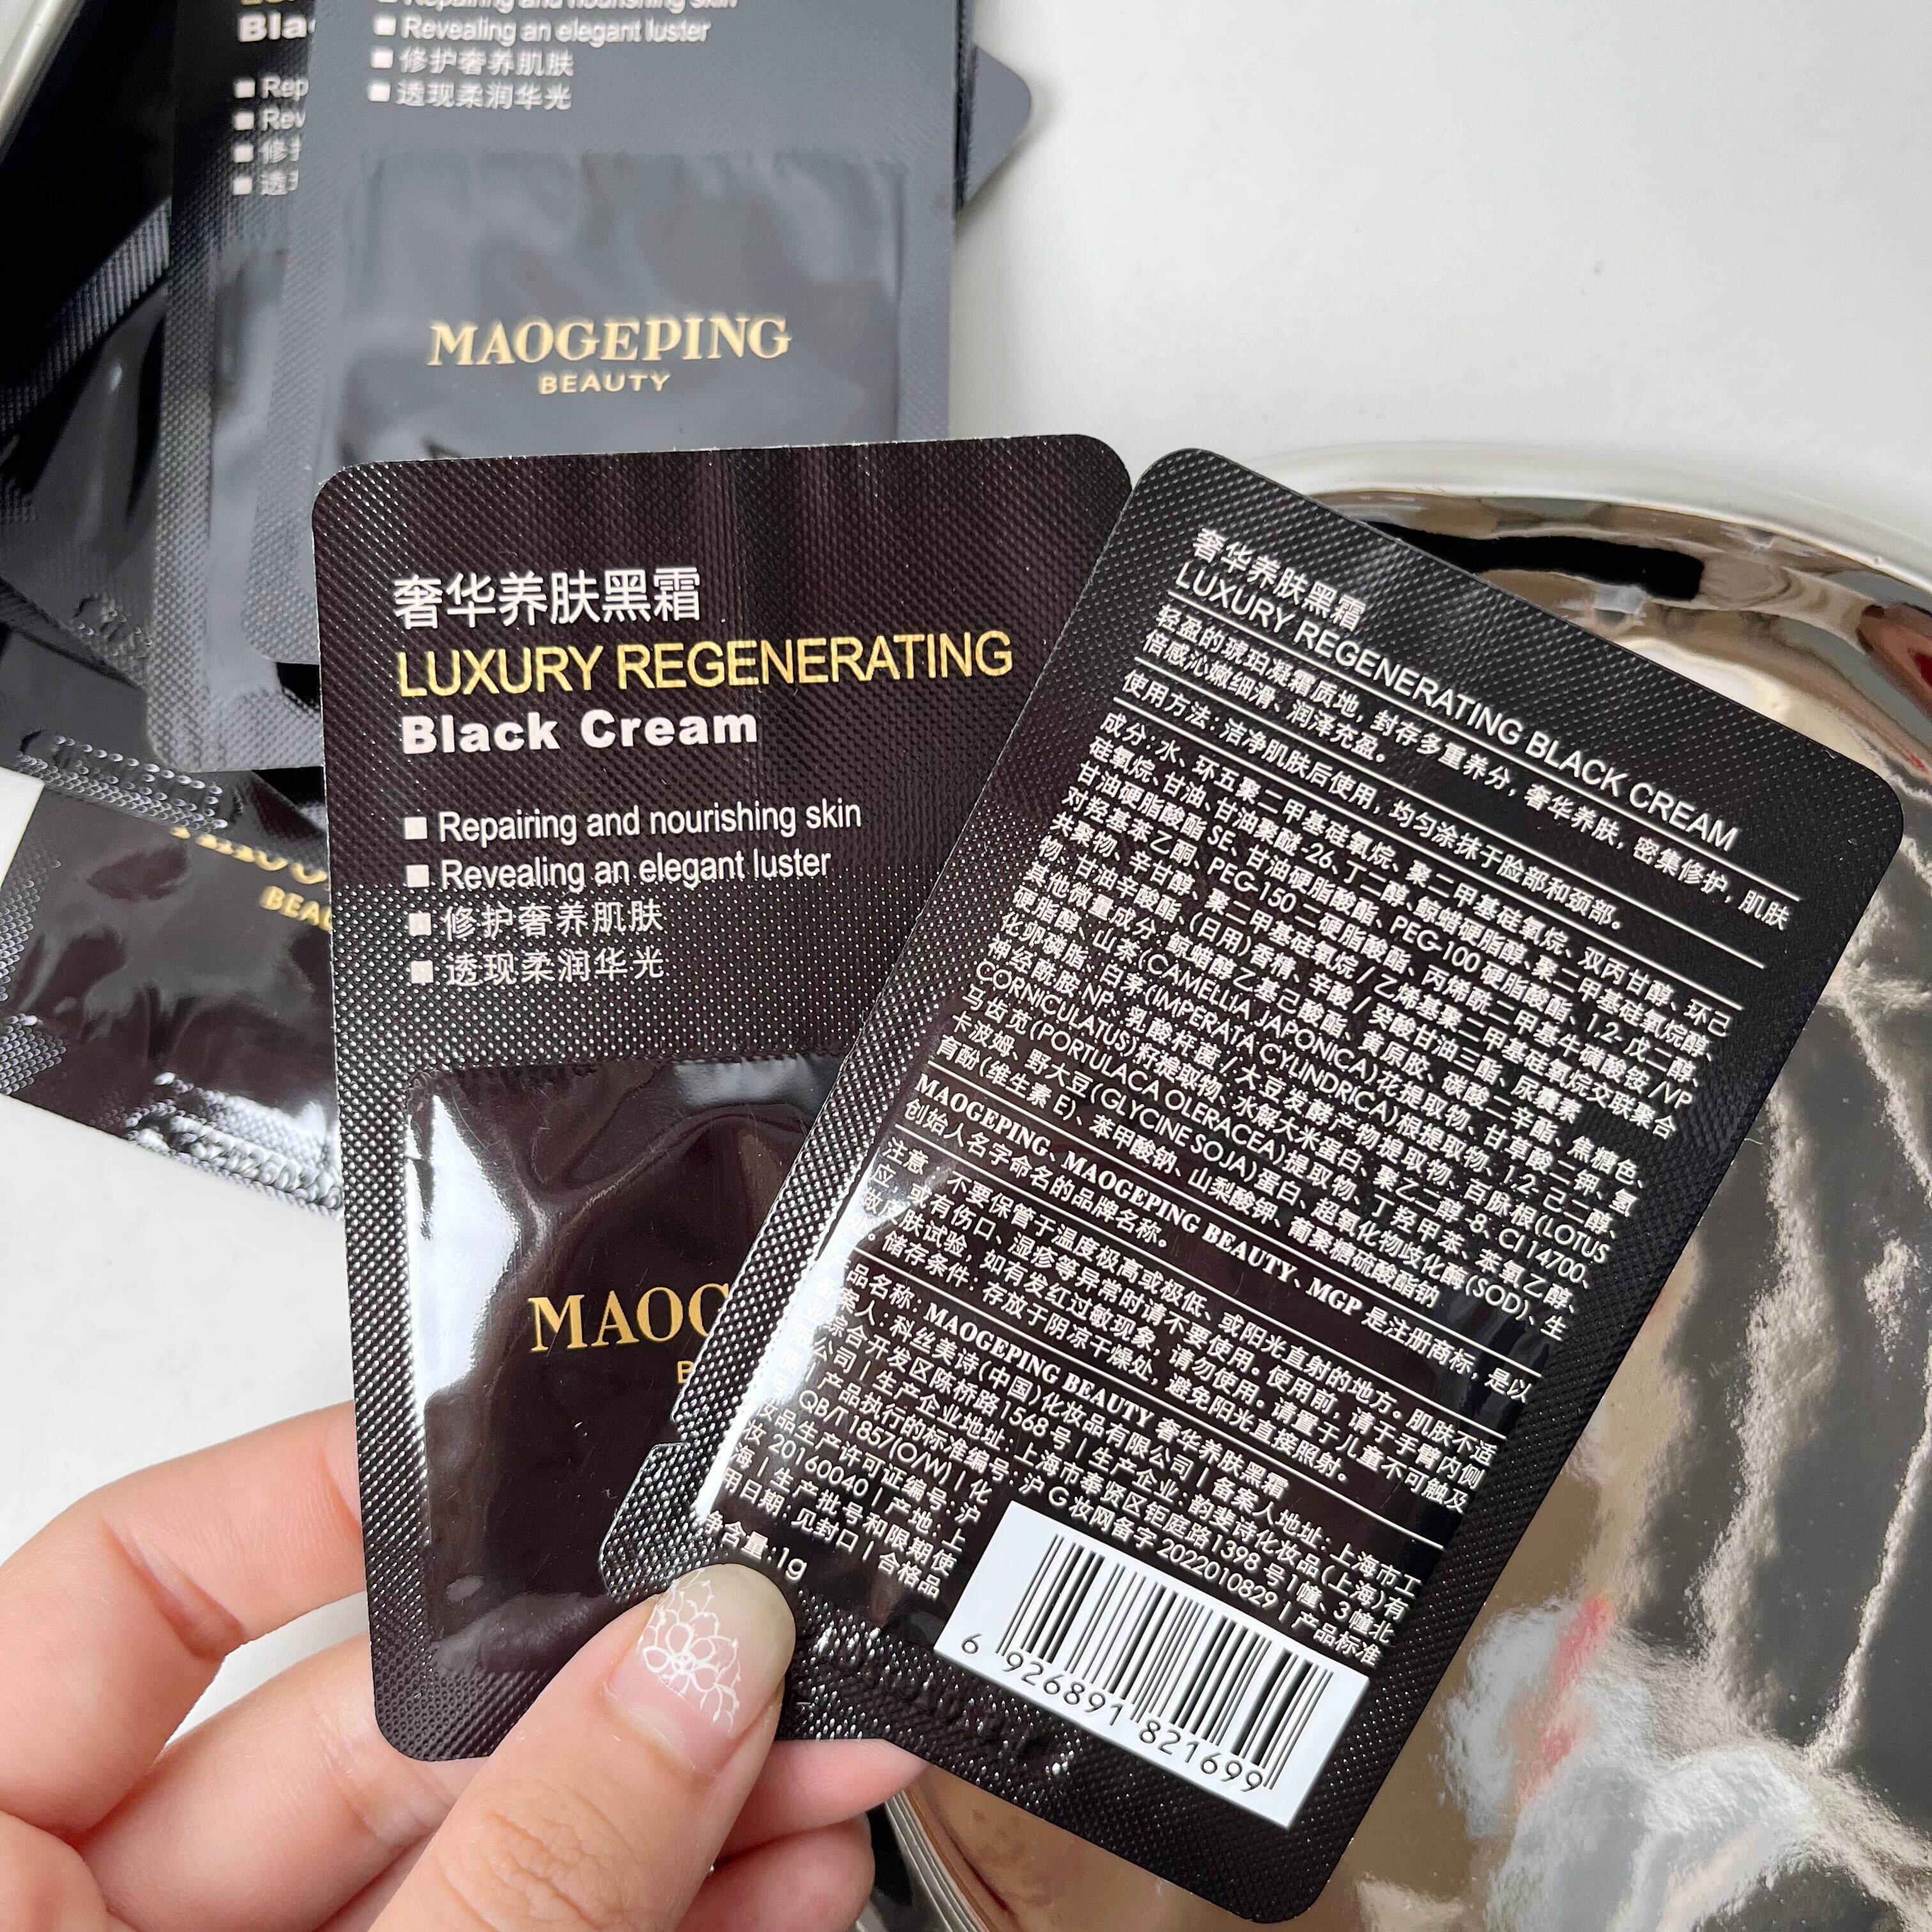 Bla
Rep
Rev
修护
Repairing and nourishing skin
Revealing an elegant luster
修护奢养肌肤
透现柔润华光
MAOGEPING
BEAUTY
BEAU
奢华养肤黑霜
LUXURY REGENERATING
Black Cream
Repairing and nourishing skin
Revealing an elegant luster
修护奢养肌肤
透现柔润华光
MAOG
B
奢华养肤黑霜
LUXURY REGENERATING BLACK CREAM
轻盈的琥珀凝霜质地，封存多重养分，奢华养肤，密集修护，肌肤
倍感沁嫩细滑、润泽充盈。
使用方法：洁净肌肤后使用，均匀涂抹于脸部和颈部。
成分：水、环五聚二甲基硅氧烷、聚二甲基硅氧烷、双丙甘醇、环己
硅氧烷、甘油、甘油聚醚-26、丁二醇、鲸蜡硬脂醇、聚二甲基硅氧烷醇、
甘油硬脂酸酯 SE、甘油硬脂酸酯、PEG-100 硬脂酸酯、1,2-戊二醇、
对羟基苯乙酮、PEG-150 二硬脂酸酯、丙烯酰二甲基牛磺酸铵 /VP
共聚物、辛甘醇、聚二甲基硅氧烷 / 乙烯基聚二甲基硅氧烷交联聚合
物、甘油辛酸酯、(日用)香精、辛酸 / 癸酸甘油三酯、尿囊素
其他微量成分：鲸蜡醇乙基己酸酯、黄原胶、碳酸二辛酯、焦糖色、
硬脂醇、山茶(CAMELLIA JAPONICA)花提取物、甘草酸二钾、氢
化卵磷脂、白茅(IMPERATA CYLINDRICA)根提取物、1,2-己二醇、
神经酰胺 NP、乳酸杆菌 / 大豆发酵产物提取物、百脉根(LOTUS
CORNICULATUS)籽提取物、水解大米蛋白、聚乙二醇-8、CI 14700、
马齿苋(PORTULACA OLERACEA)提取物、丁羟甲苯、苯氧乙醇、
卡波姆、野大豆((GLYCINE SOJA)蛋白、超氧化物歧化酶(SOD)、生
育酚(维生素 E)、苯甲酸钠、山梨酸钾、葡聚糖硫酸酯钠
MAOGEPING、MAOGEPING BEAUTY、MGP 是注册商标，是以
创始人名字命名的品牌名称。
注意：不要保管于温度极高或极低、或阳光直射的地方。肌肤不适
应，或有伤口、湿疹等异常时请不要使用。使用前，请于手臂内侧
做皮肤试验，如有发红过敏现象，请勿使用。请置于儿童不可触及
处。储存条件：存放于阴凉干燥处，避免阳光直接照射。
品名称：MAOGEPING BEAUTY 奢华养肤黑霜
案人：科丝美诗(中国)化妆品有限公司 | 备案人地址：上海市工
业综合开发区陈桥路 1568 号 | 生产企业：韵斐诗化妆品(上海)有
公司 | 生产企业地址：上海市奉贤区钜庭路 1398 号 1 幢、3 幢北
产品执行的标准编号：沪 G 妆网备字 2022010829 | 产品标准
QB/T 1857(O/W) | 化
妆品生产许可证编号：沪
妆 20160040 | 产地：上
海 | 生产批号和限期使
用日期：见封口 | 合格品
净含量：1g
6 926891 821699